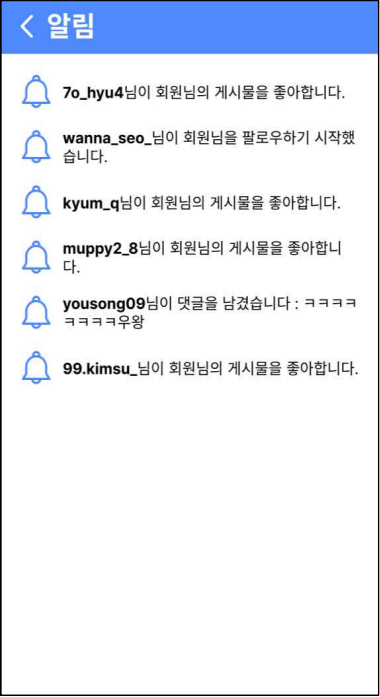 알림
7o_hyu4님이 회원님의 게시물을 좋아합니다.
wanna_seo_님이 회원님을 팔로우하기 시작했
습니다.
kyum_q님이 회원님의 게시물을 좋아합니다.
muppy2_8님이 회원님의 게시물을 좋아합니
다.
yousong09님이 댓글을 남겼습니다 : ㅋㅋㅋㅋ
ㅋㅋㅋㅋ우왕
99.kimsu_님이 회원님의 게시물을 좋아합니다.